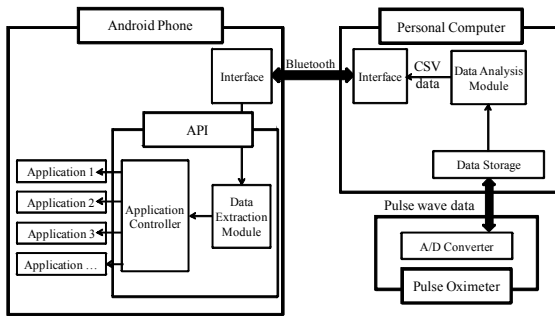 Android Phone
Personal Computer
Interface
Bluetooth
Interface
CSV
data
Data Analysis
Module
API
Application 1
Application 2
Application 3
Application …
Application
Controller
Data
Extraction
Module
Data Storage
Pulse wave data
A/D Converter
Pulse Oximeter